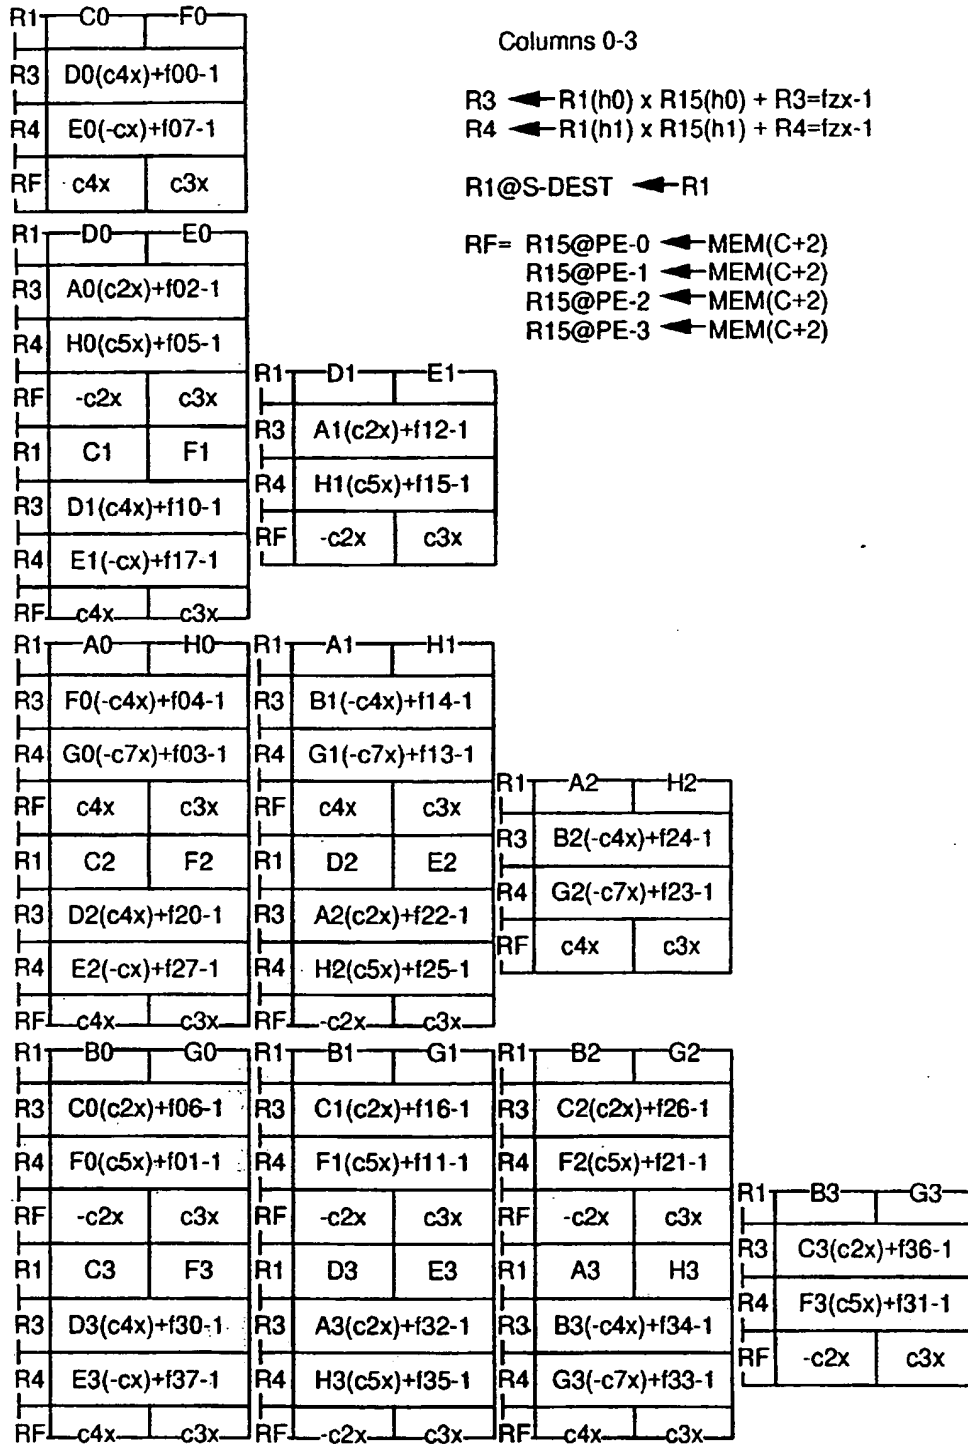 Columns 0-3
R3 ← R1(h0) x R15(h0) + R3=fzx-1
R4 ← R1(h1) x R15(h1) + R4=fzx-1
R1@S-DEST ← R1
RF= R15@PE-0 ← MEM(C+2)
R15@PE-1 ← MEM(C+2)
R15@PE-2 ← MEM(C+2)
R15@PE-3 ← MEM(C+2)
R1 C0 F0
R3 D0(c4x)+f00-1
R4 E0(-cx)+f07-1
RF c4x c3x
R1 D0 E0
R3 A0(c2x)+f02-1
R4 H0(c5x)+f05-1
RF -c2x c3x
R1 C1 F1
R3 D1(c4x)+f10-1
R4 E1(-cx)+f17-1
RF c4x c3x
R1 D1 E1
R3 A1(c2x)+f12-1
R4 H1(c5x)+f15-1
RF -c2x c3x
R1 A0 H0
R3 F0(-c4x)+f04-1
R4 G0(-c7x)+f03-1
RF c4x c3x
R1 C2 F2
R3 D2(c4x)+f20-1
R4 E2(-cx)+f27-1
RF c4x c3x
R1 A1 H1
R3 B1(-c4x)+f14-1
R4 G1(-c7x)+f13-1
RF c4x c3x
R1 D2 E2
R3 A2(c2x)+f22-1
R4 H2(c5x)+f25-1
RF -c2x c3x
R1 A2 H2
R3 B2(-c4x)+f24-1
R4 G2(-c7x)+f23-1
RF c4x c3x
R1 B0 G0
R3 C0(c2x)+f06-1
R4 F0(c5x)+f01-1
RF -c2x c3x
R1 C3 F3
R3 D3(c4x)+f30-1
R4 E3(-cx)+f37-1
RF c4x c3x
R1 B1 G1
R3 C1(c2x)+f16-1
R4 F1(c5x)+f11-1
RF -c2x c3x
R1 D3 E3
R3 A3(c2x)+f32-1
R4 H3(c5x)+f35-1
RF -c2x c3x
R1 B2 G2
R3 C2(c2x)+f26-1
R4 F2(c5x)+f21-1
RF -c2x c3x
R1 A3 H3
R3 B3(-c4x)+f34-1
R4 G3(-c7x)+f33-1
RF c4x c3x
R1 B3 G3
R3 C3(c2x)+f36-1
R4 F3(c5x)+f31-1
RF -c2x c3x